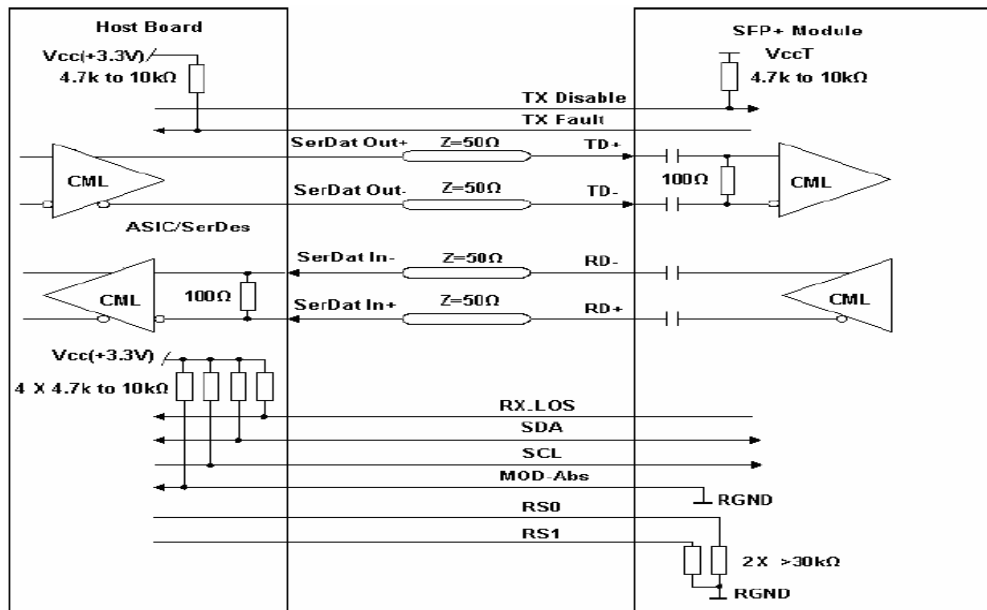 Host Board
SFP+ Module
Vcc(+3.3V)
4.7k to 10kΩ
VccT
4.7k to 10kΩ
TX Disable
TX Fault
SerDat Out+
Z=50Ω
TD+
CML
100Ω
CML
SerDat Out-
Z=50Ω
TD-
ASIC/SerDes
SerDat In-
Z=50Ω
RD-
CML
100Ω
SerDat In+
Z=50Ω
RD+
CML
Vcc(+3.3V)
4 X 4.7k to 10kΩ
RX-LOS
SDA
SCL
MOD-Abs
RGND
RS0
RS1
2 X >30kΩ
RGND